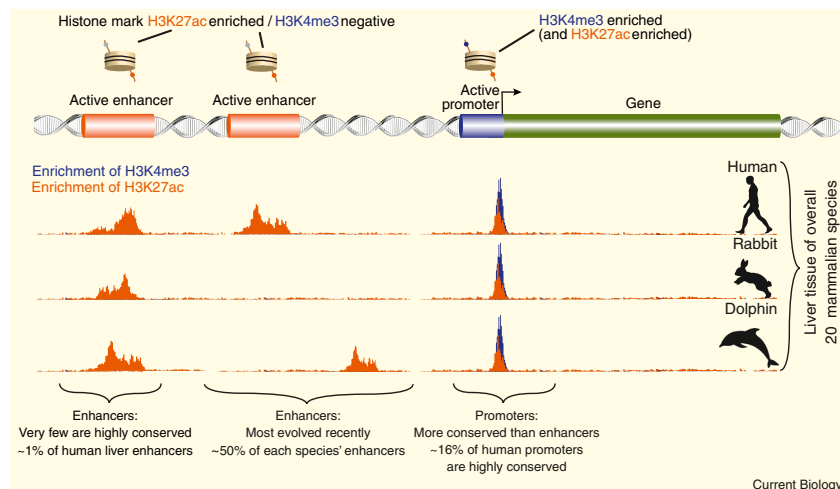 Histone mark H3K27ac enriched / H3K4me3 negative
H3K4me3 enriched
(and H3K27ac enriched)
Active enhancer
Active enhancer
Active
promoter
Gene
Enrichment of H3K4me3
Enrichment of H3K27ac
Human
Rabbit
Dolphin
Liver tissue of overall
20 mammalian species
Enhancers:
Very few are highly conserved
~1% of human liver enhancers
Enhancers:
Most evolved recently
~50% of each species' enhancers
Promoters:
More conserved than enhancers
~16% of human promoters
are highly conserved
Current Biology